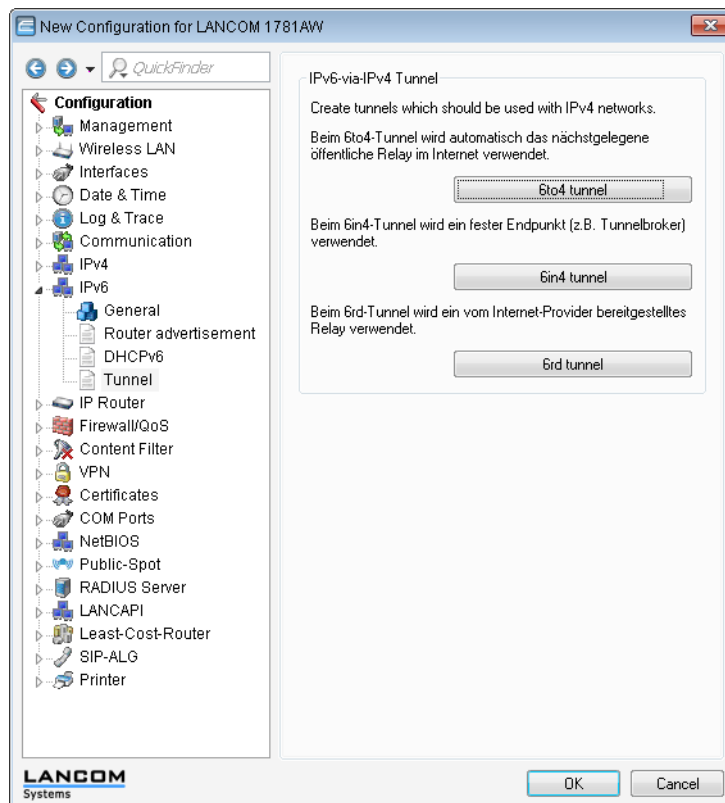 New Configuration for LANCOM 1781AW
QuickFinder
Configuration
Management
Wireless LAN
Interfaces
Date & Time
Log & Trace
Communication
IPv4
IPv6
General
Router advertisement
DHCPv6
Tunnel
IP Router
Firewall/QoS
Content Filter
VPN
Certificates
COM Ports
NetBIOS
Public-Spot
RADIUS Server
LANCAPI
Least-Cost-Router
SIP-ALG
Printer
IPv6-via-IPv4 Tunnel
Create tunnels which should be used with IPv4 networks.
Beim 6to4-Tunnel wird automatisch das nächstgelegene
öffentliche Relay im Internet verwendet.
6to4 tunnel
Beim 6in4-Tunnel wird ein fester Endpunkt (z.B. Tunnelbroker)
verwendet.
6in4 tunnel
Beim 6rd-Tunnel wird ein vom Internet-Provider bereitgestelltes
Relay verwendet.
6rd tunnel
LANCOM
Systems
OK
Cancel